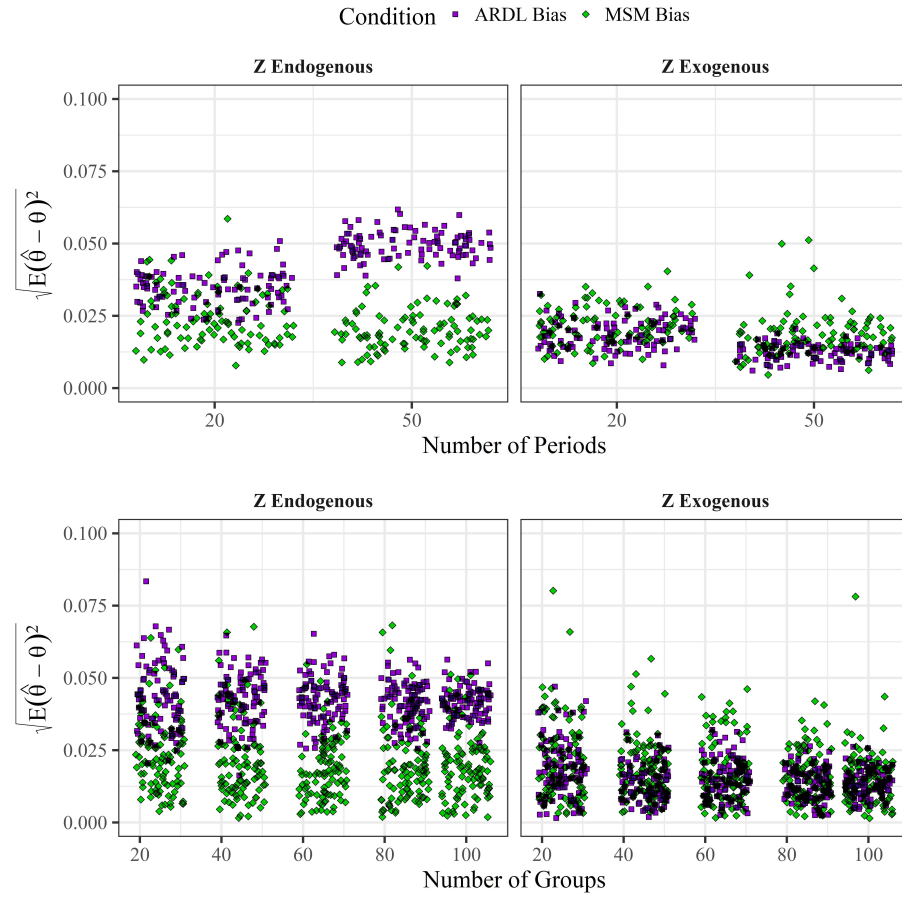 Condition ARDL Bias MSM Bias
Z Endogenous Z Exogenous
0.100
0.075
0.050
0.025
0.000
√E(θ̂ − θ)²
20 50 20 50
Number of Periods
Z Endogenous Z Exogenous
0.100
0.075
0.050
0.025
0.000
√E(θ̂ − θ)²
20 40 60 80 100 20 40 60 80 100
Number of Groups